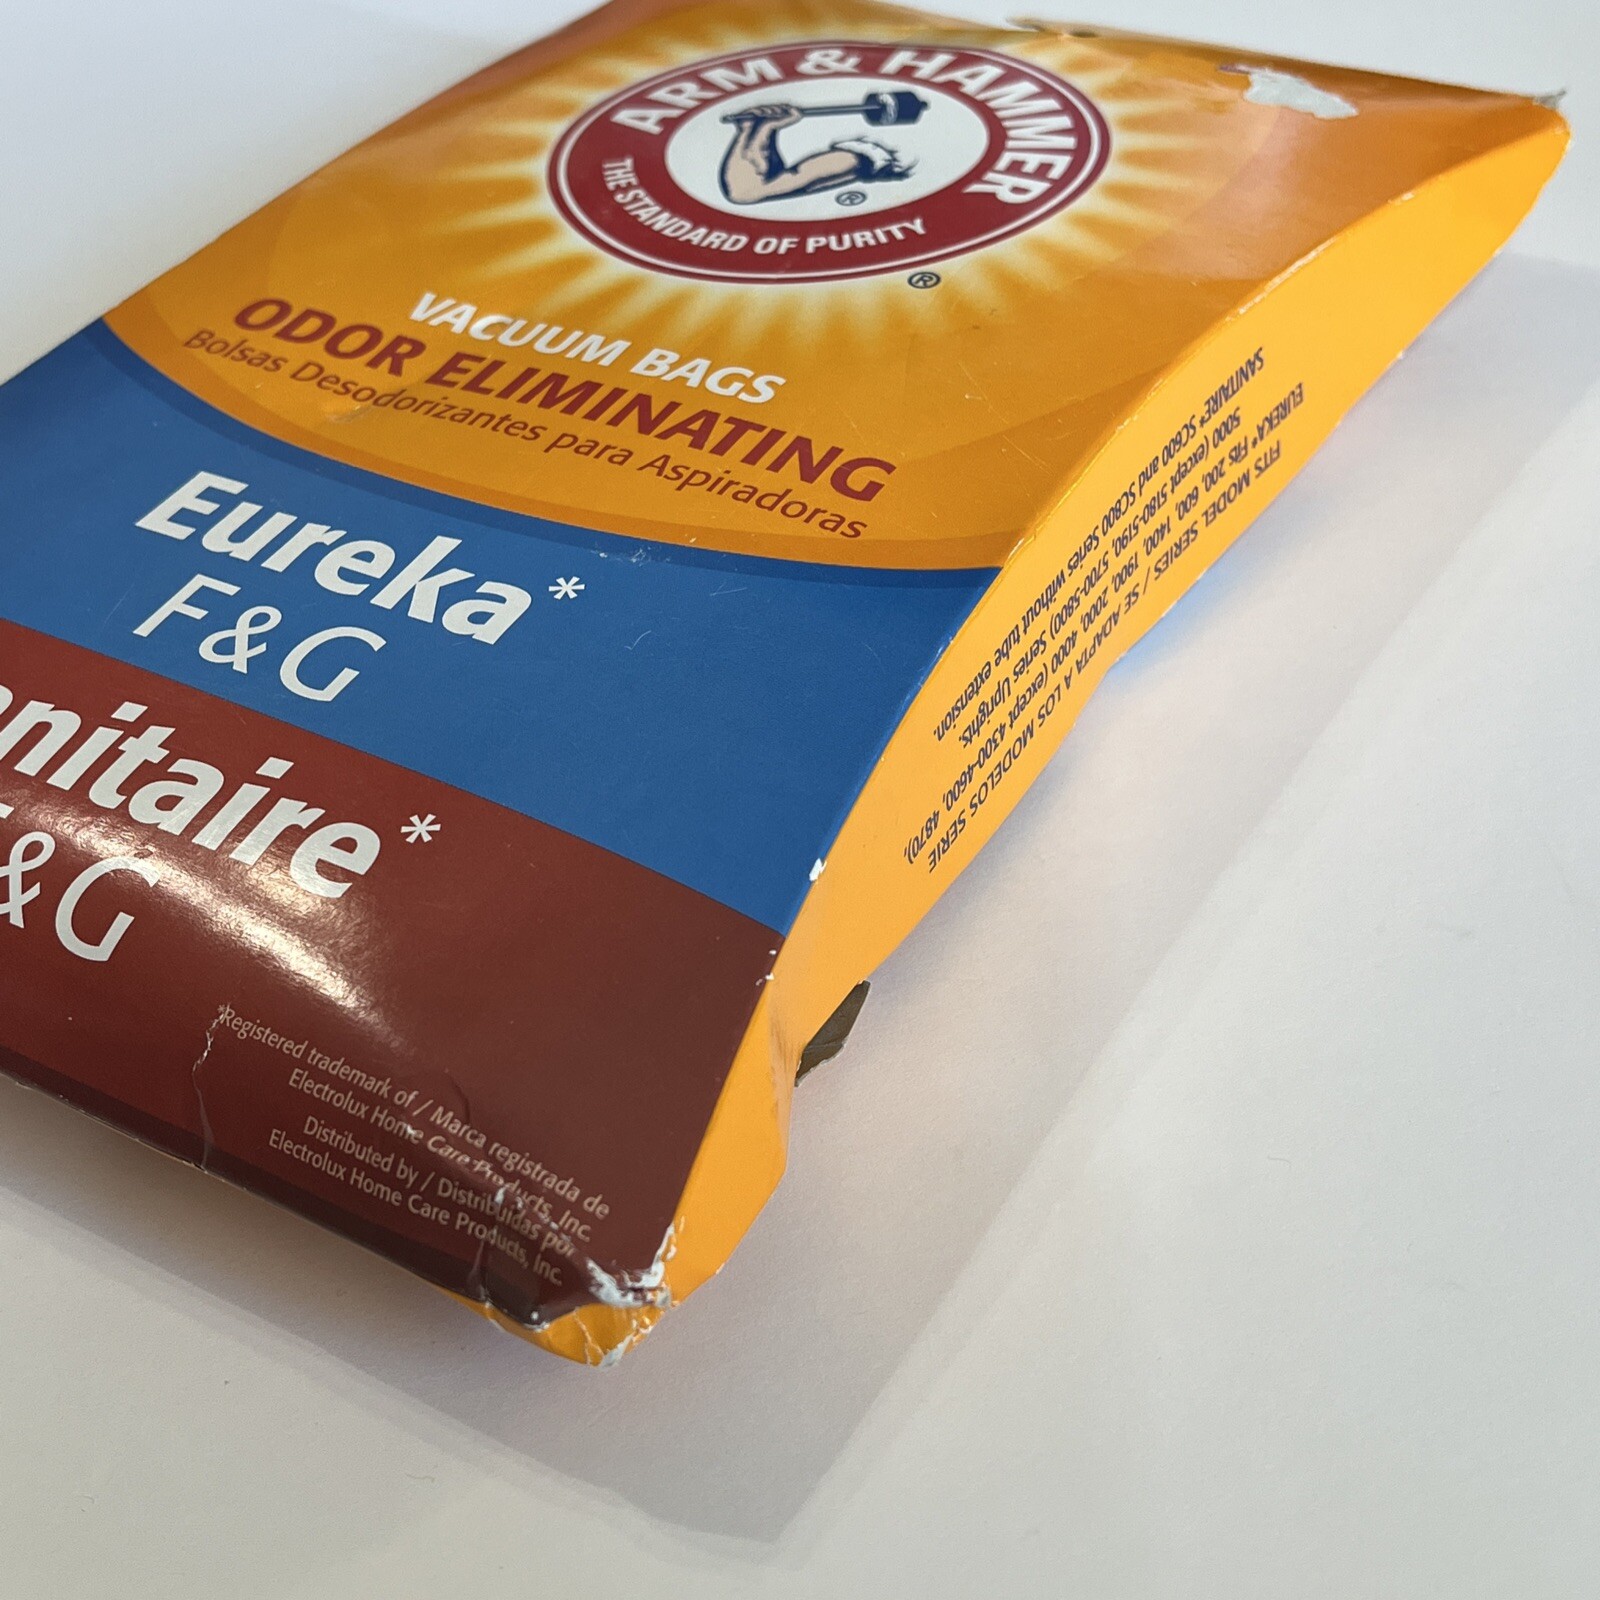 ARM & HAMMER
THE STANDARD OF PURITY
®
®
VACUUM BAGS
ODOR ELIMINATING
Bolsas Desodorizantes para Aspiradoras
Eureka*
F&G
anitaire*
&G
*Registered trademark of / Marca registrada de
Electrolux Home Care Products, Inc.
Distributed by / Distribuidas por
Electrolux Home Care Products, Inc.
FITS MODEL SERIES / SE ADAPTA A LOS MODELOS SERIE
EUREKA* Fits 200, 600, 1400, 1900, 2000, 4000 (except 4300-4600, 4870),
5000 (except 5180-5190, 5700-5800) Series Uprights.
SANITAIRE* SC600 and SC800 Series without tube extension.